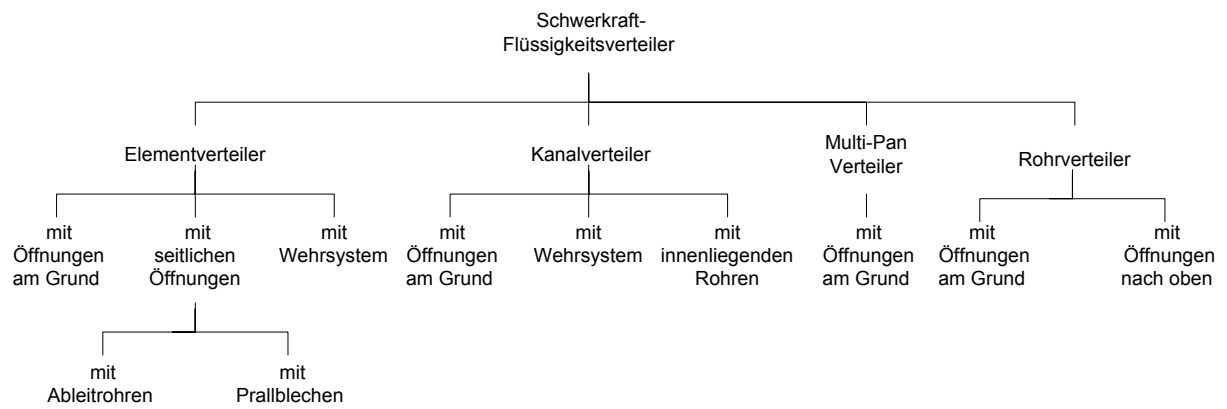 Schwerkraft-
Flüssigkeitsverteiler
Elementverteiler
Kanalverteiler
Multi-Pan
Verteiler
Rohrverteiler
mit
Öffnungen
am Grund
mit
seitlichen
Öffnungen
mit
Wehrsystem
mit
Öffnungen
am Grund
mit
Wehrsystem
mit
innenliegenden
Rohren
mit
Öffnungen
am Grund
mit
Öffnungen
am Grund
mit
Öffnungen
nach oben
mit
Ableitrohren
mit
Prallblechen